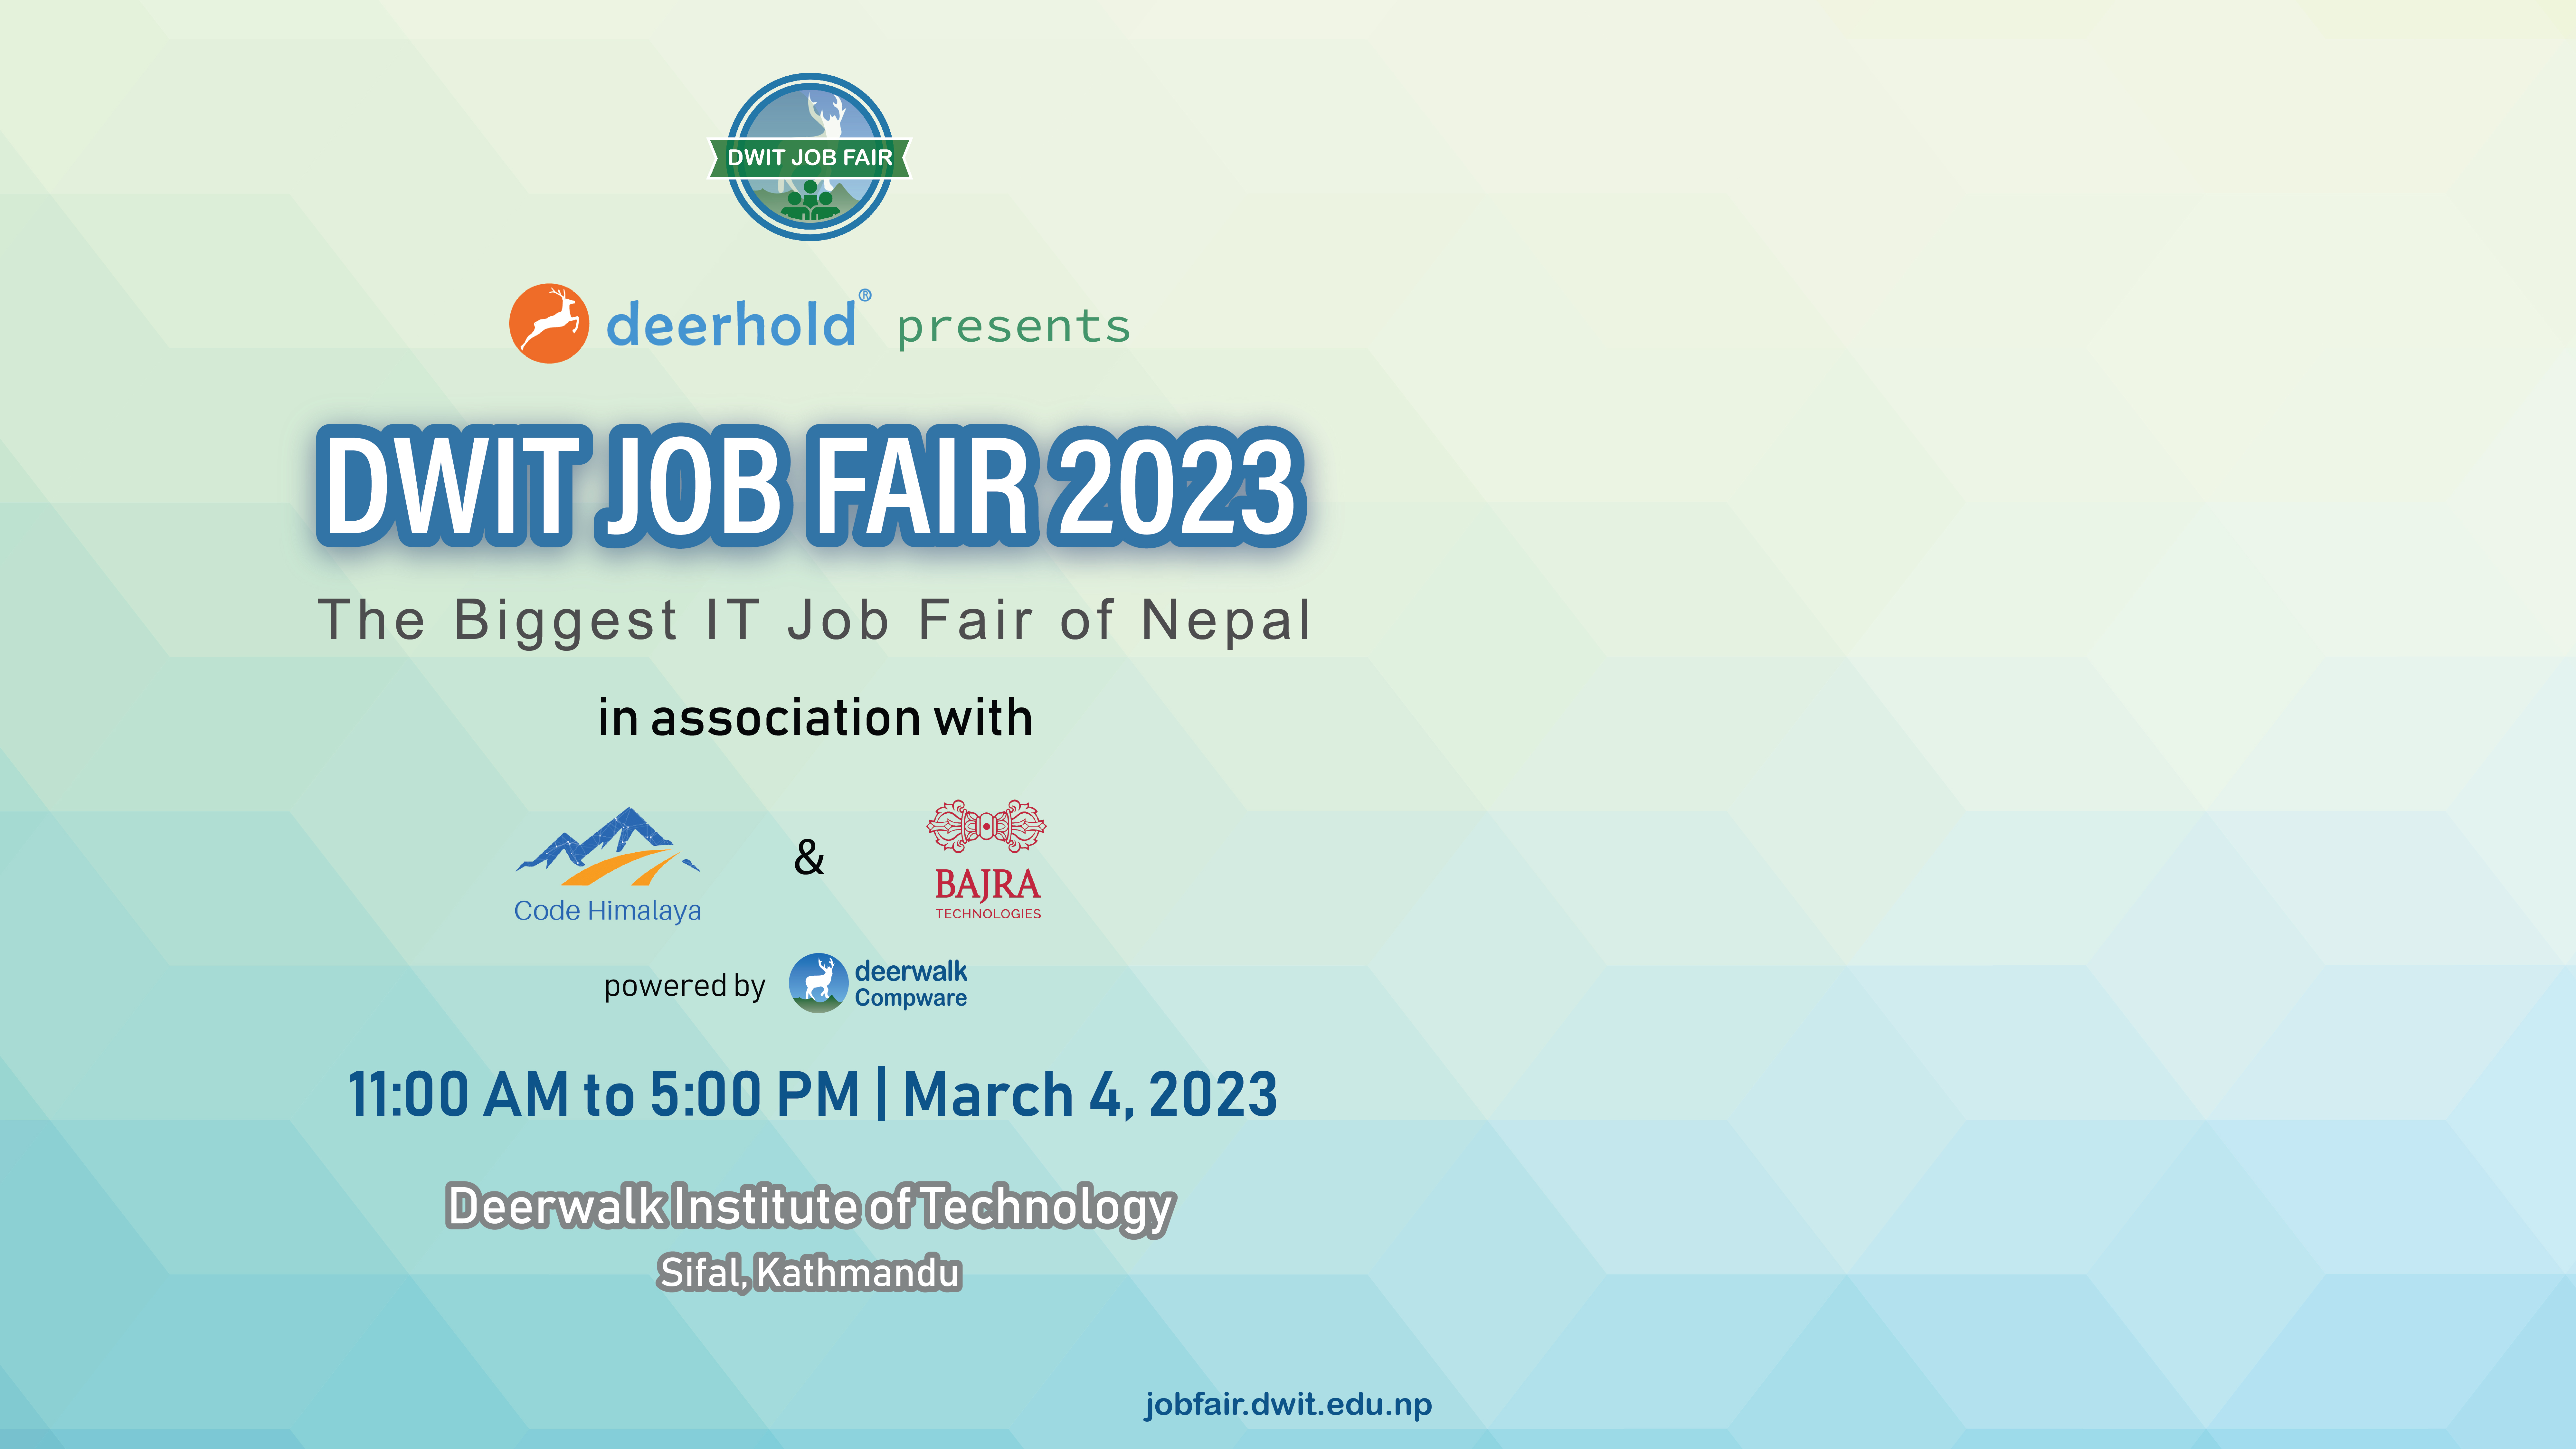 DWIT JOB FAIR
deerhold® presents
DWIT JOB FAIR 2023
The Biggest IT Job Fair of Nepal
in association with
Code Himalaya
&
BAJRA
TECHNOLOGIES
powered by
deerwalk
Compware
11:00 AM to 5:00 PM | March 4, 2023
Deerwalk Institute of Technology
Sifal, Kathmandu
jobfair.dwit.edu.np